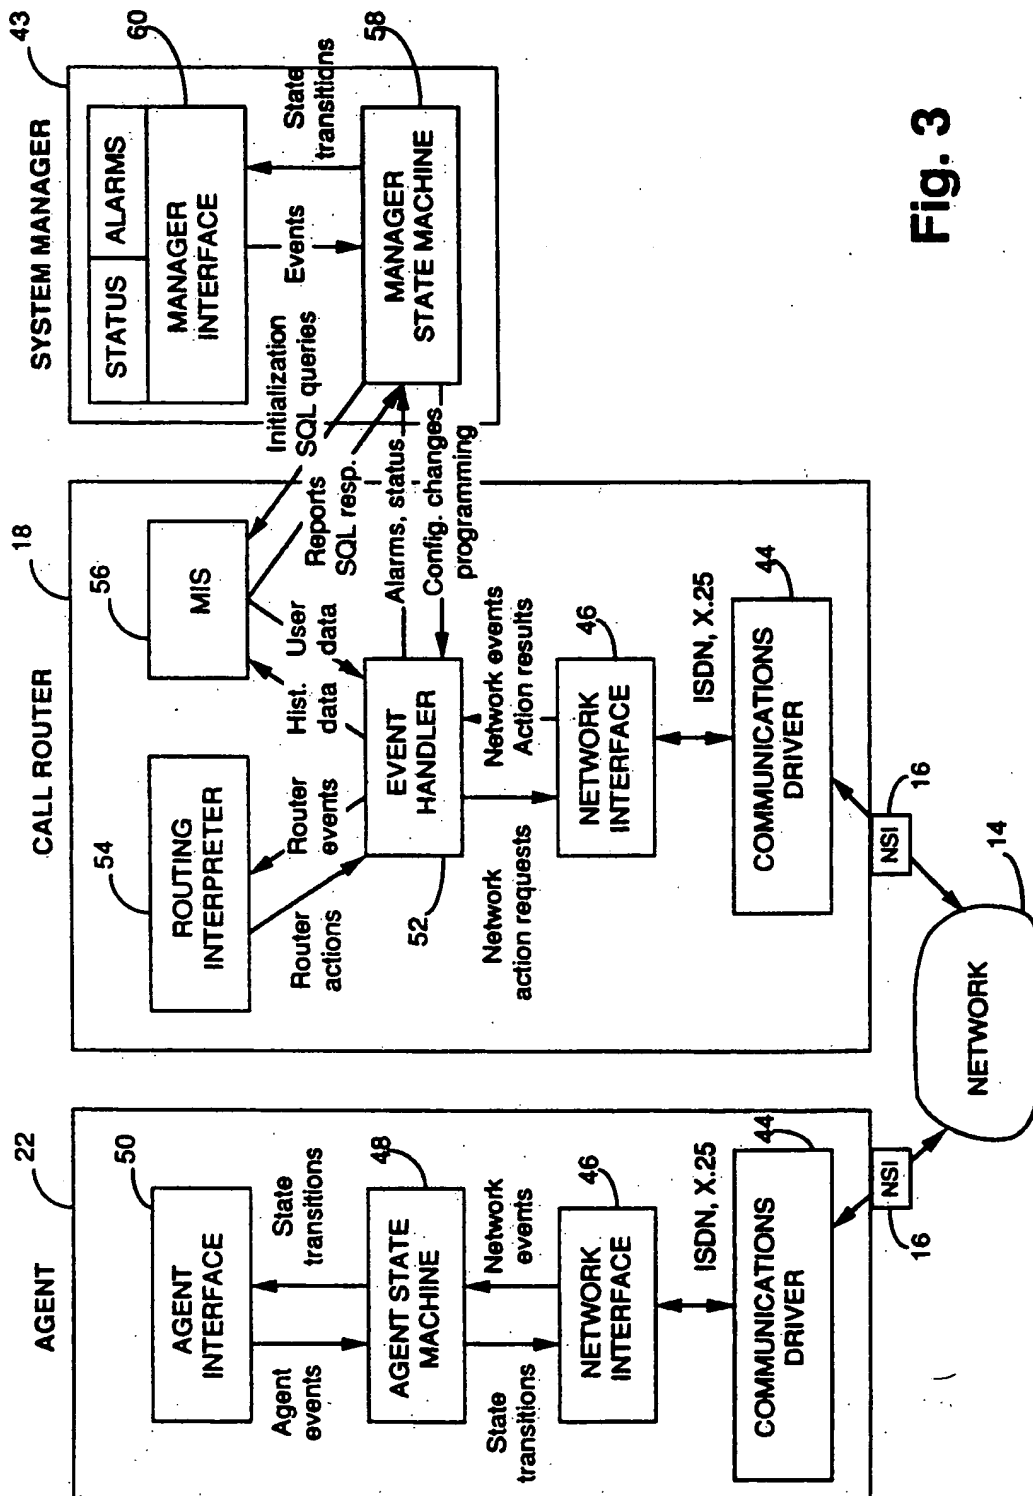 AGENT
22
50
AGENT
INTERFACE
Agent
events
State
transitions
48
AGENT STATE
MACHINE
State
transitions
Network
events
46
NETWORK
INTERFACE
ISDN, X.25
44
COMMUNICATIONS
DRIVER
NSI
16
CALL ROUTER
18
54
ROUTING
INTERPRETER
56
MIS
Router
actions
Router
events
Hist.
data
User
data
52
EVENT
HANDLER
Network
action requests
Network events
Action results
46
NETWORK
INTERFACE
ISDN, X.25
44
COMMUNICATIONS
DRIVER
NSI
16
NETWORK
14
SYSTEM MANAGER
43
STATUS
ALARMS
60
MANAGER
INTERFACE
Events
State
transitions
Initialization
SQL queries
Reports
SQL resp.
Alarms, status
Config. changes
programming
58
MANAGER
STATE MACHINE
Fig. 3